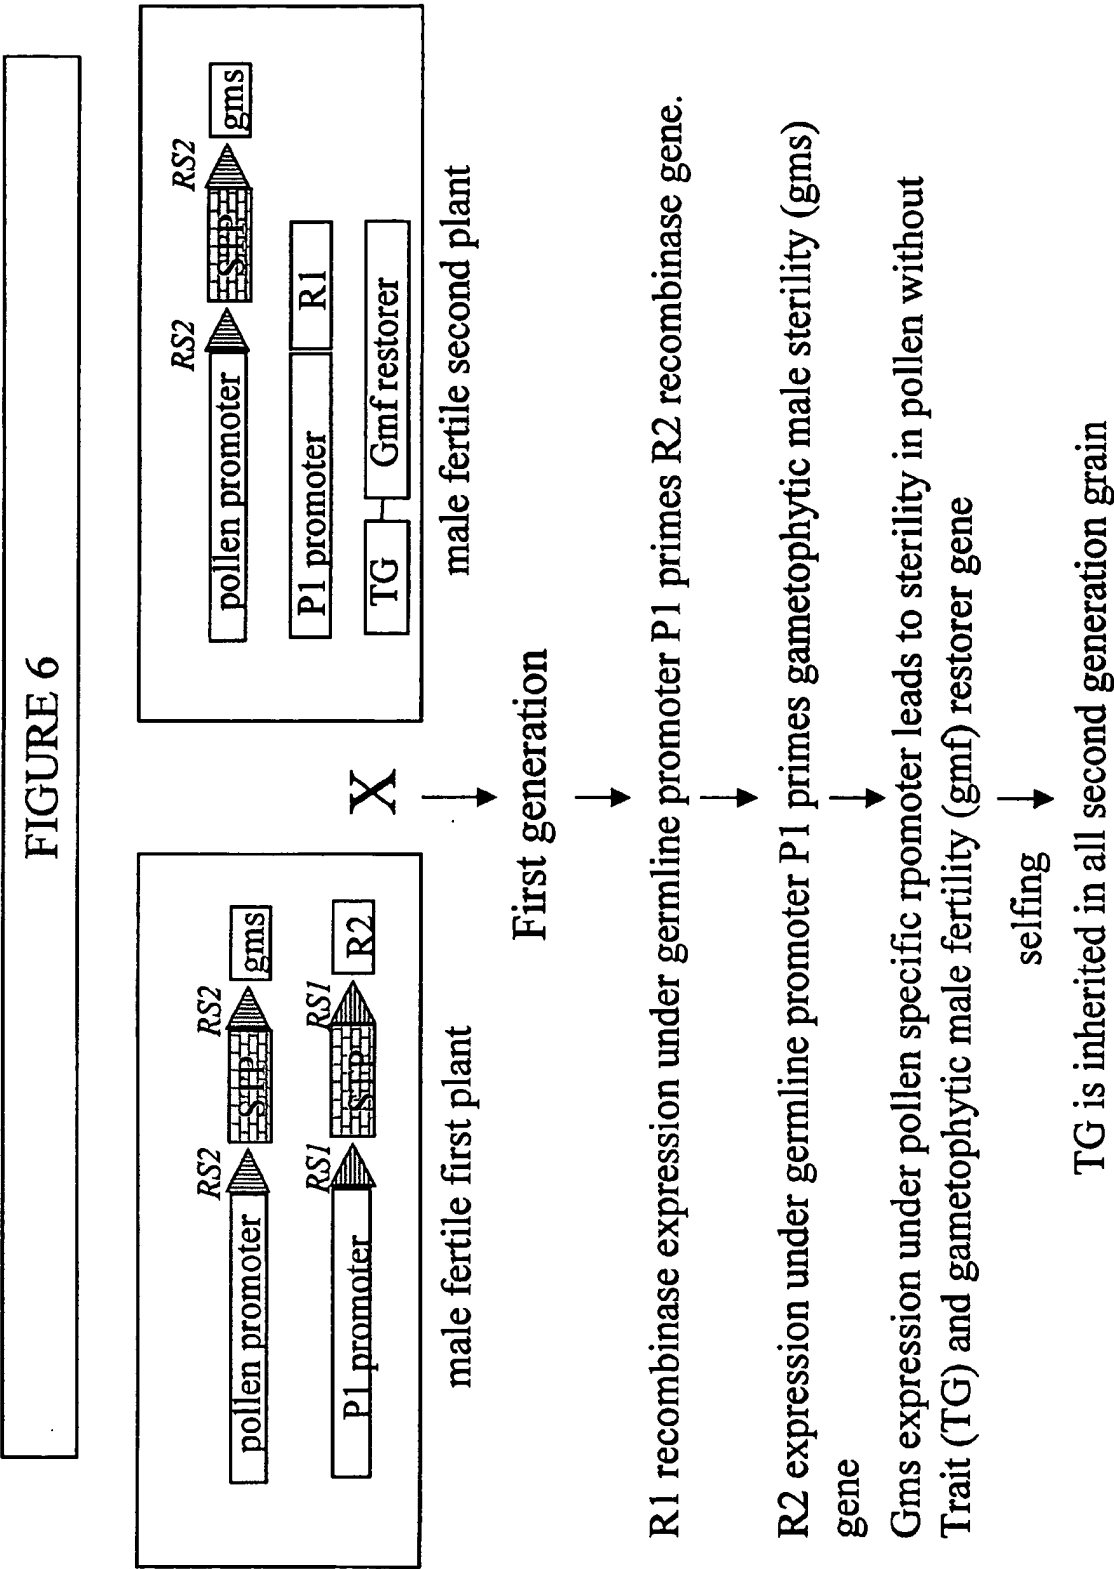 FIGURE 6
RS2 RS2
pollen promoter STP gms
RS1 RS1
P1 promoter STP R2
male fertile first plant
X
RS2 RS2
pollen promoter STP gms
P1 promoter R1
TG Gmf restorer
male fertile second plant
First generation
R1 recombinase expression under germline promoter P1 primes R2 recombinase gene.
R2 expression under germline promoter P1 primes gametophytic male sterility (gms)
gene
Gms expression under pollen specific rpomoter leads to sterility in pollen without
Trait (TG) and gametophytic male fertility (gmf) restorer gene
selfing
TG is inherited in all second generation grain